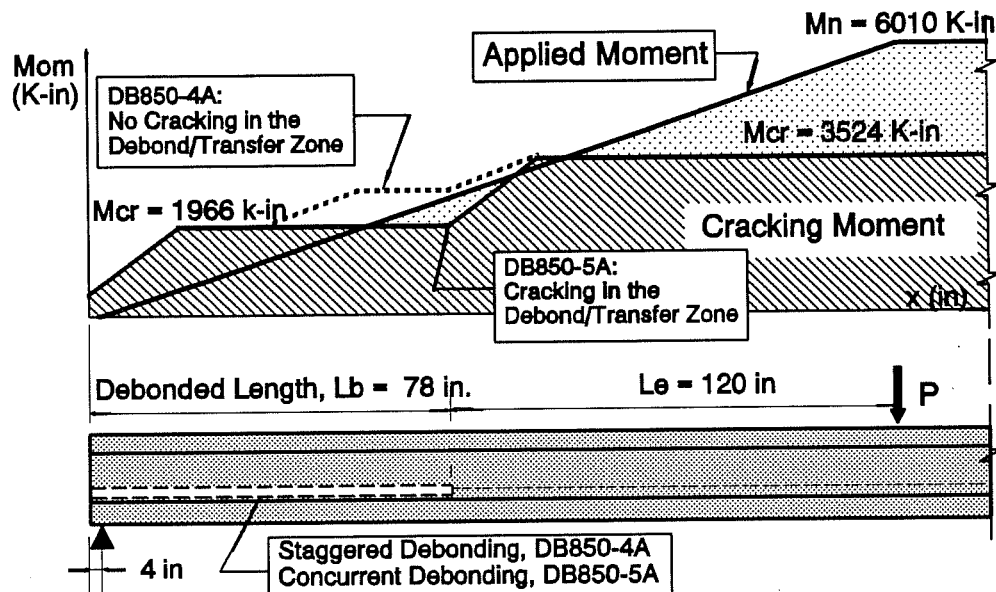 Mn = 6010 K-in
Applied Moment
Mom
(K-in)
DB850-4A:
No Cracking in the
Debond/Transfer Zone
Mcr = 3524 K-in
Mcr = 1966 k-in
Cracking Moment
DB850-5A:
Cracking in the
Debond/Transfer Zone
x (in)
Debonded Length, Lb = 78 in.
Le = 120 in
P
4 in
Staggered Debonding, DB850-4A
Concurrent Debonding, DB850-5A